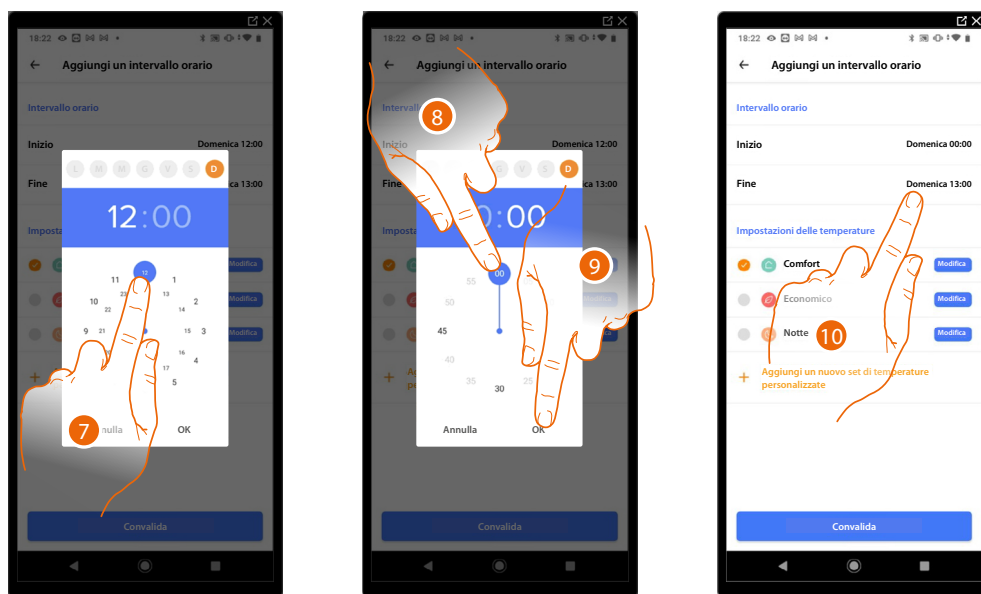 18:22
Aggiungi un intervallo orario
Intervallo orario
Inizio
Domenica 12:00
Fine
13:00
L M M G V S D
12:00
Modifica
Modifica
Modifica
12
11
1
23
13
10
2
22
14
9
21
15
3
16
4
17
5
7
OK
Convalida
18:22
Aggiungi un intervallo orario
8
Inizio
Domenica 12:00
Fine
13:00
G V S D
:00
00
55
50
45
40
35
30
25
9
Annulla
OK
Convalida
18:22
Aggiungi un intervallo orario
Intervallo orario
Inizio
Domenica 00:00
Fine
Domenica 13:00
Impostazioni delle temperature
Comfort
Modifica
Economico
Modifica
Notte
Modifica
10
Aggiungi un nuovo set di temperature
personalizzate
Convalida